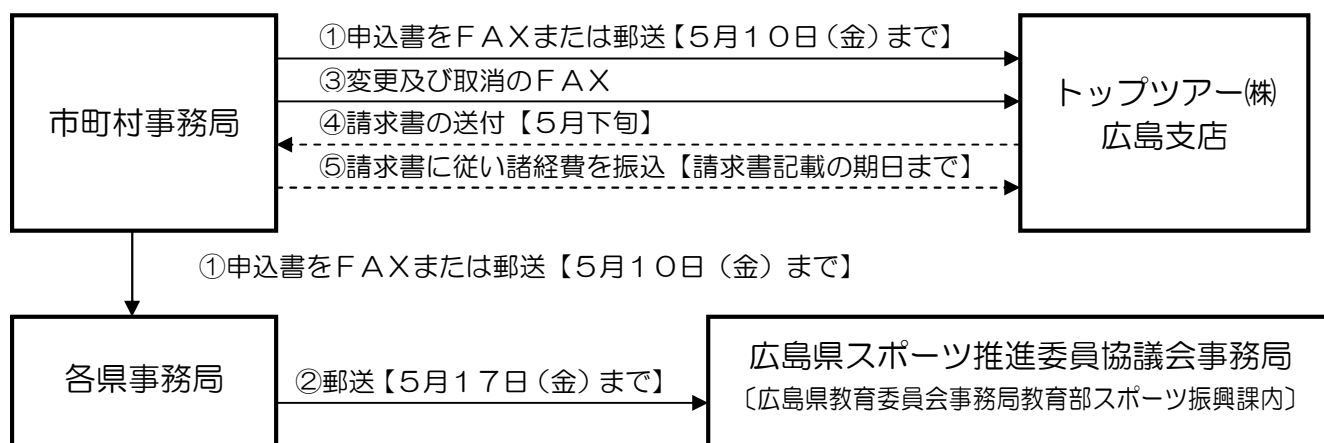 ①申込書をＦＡＸまたは郵送【５月１０日（金）まで】
③変更及び取消のＦＡＸ
市町村事務局
④請求書の送付【５月下旬】
⑤請求書に従い諸経費を振込【請求書記載の期日まで】
トップツアー㈱
広島支店
①申込書をＦＡＸまたは郵送【５月１０日（金）まで】
各県事務局
②郵送【５月１７日（金）まで】
広島県スポーツ推進委員協議会事務局
〔広島県教育委員会事務局教育部スポーツ振興課内〕